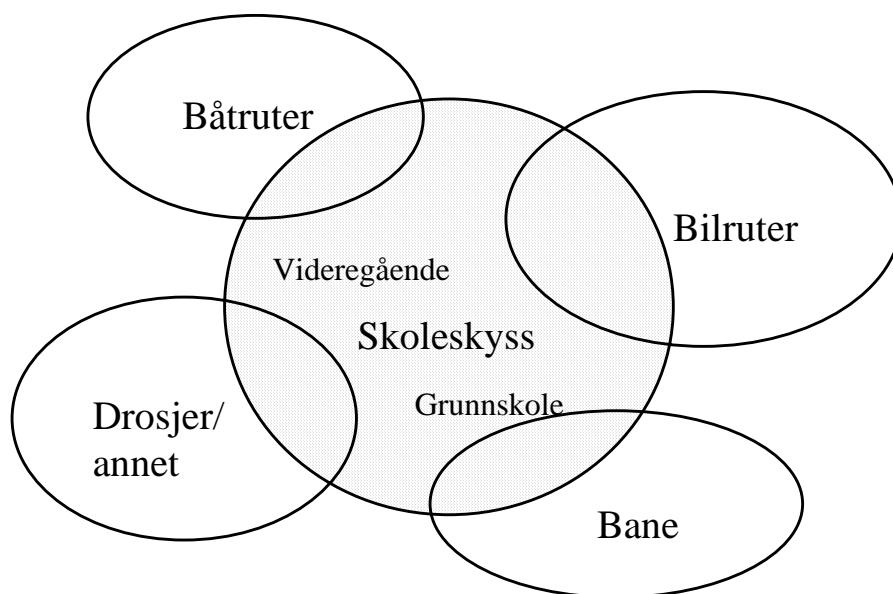 Båtruter
Bilruter
Videregående
Skoleskyss
Grunnskole
Drosjer/
annet
Bane